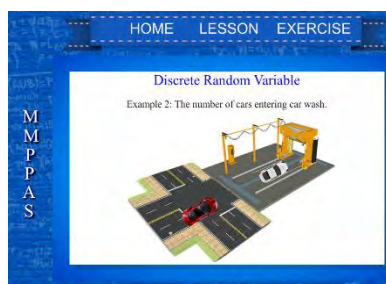 HOME LESSON EXERCISE
Discrete Random Variable
Example 2: The number of cars entering car wash.
M
M
P
P
A
S